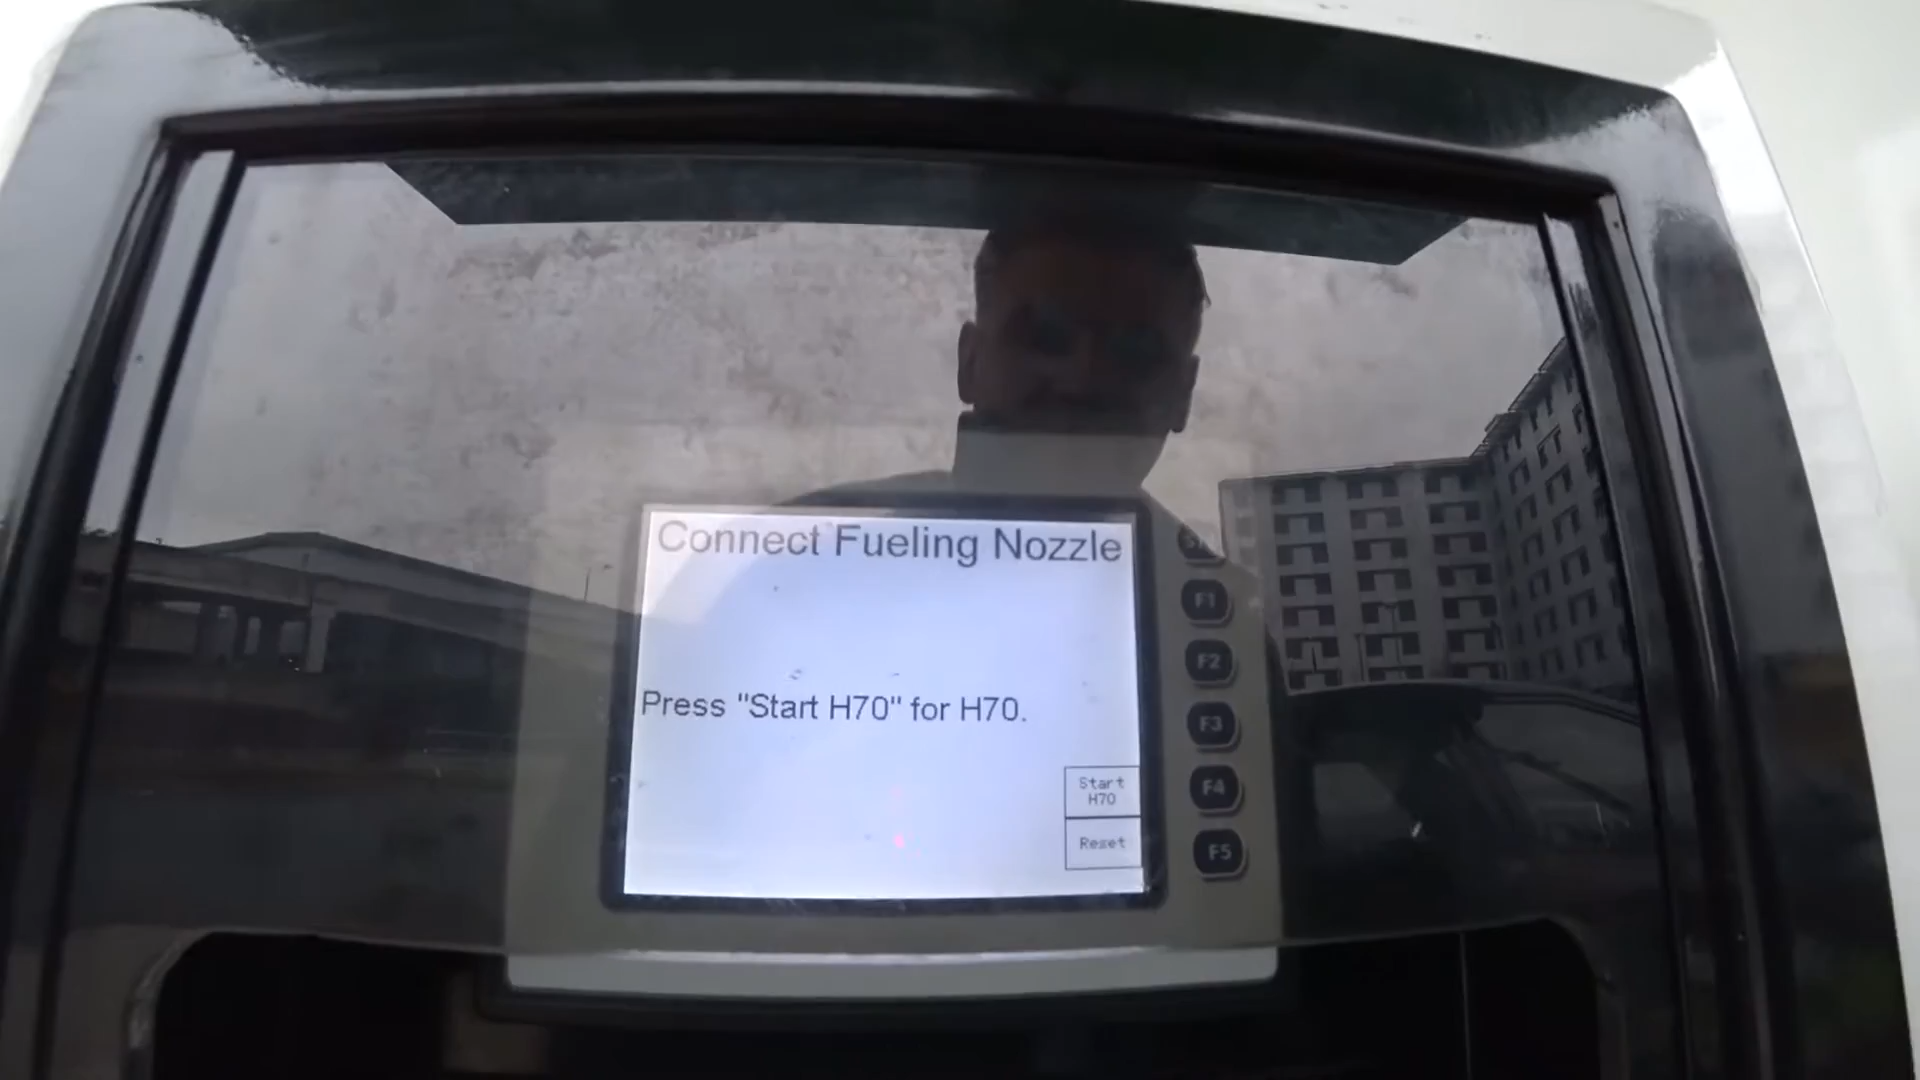 Connect Fueling Nozzle
Press "Start H70" for H70.
Start
H70
Reset
F1
F2
F3
F4
F5